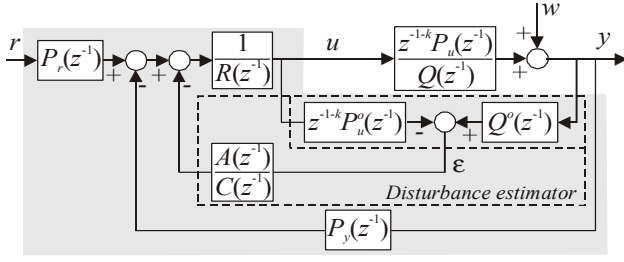 r
P_r(z^{-1})
+
-
+
-
1
R(z^{-1})
u
z^{-1-k}P_u(z^{-1})
Q(z^{-1})
w
+
+
y
z^{-1-k}P_u^o(z^{-1})
-
+
Q^o(z^{-1})
A(z^{-1})
C(z^{-1})
ε
Disturbance estimator
P_y(z^{-1})